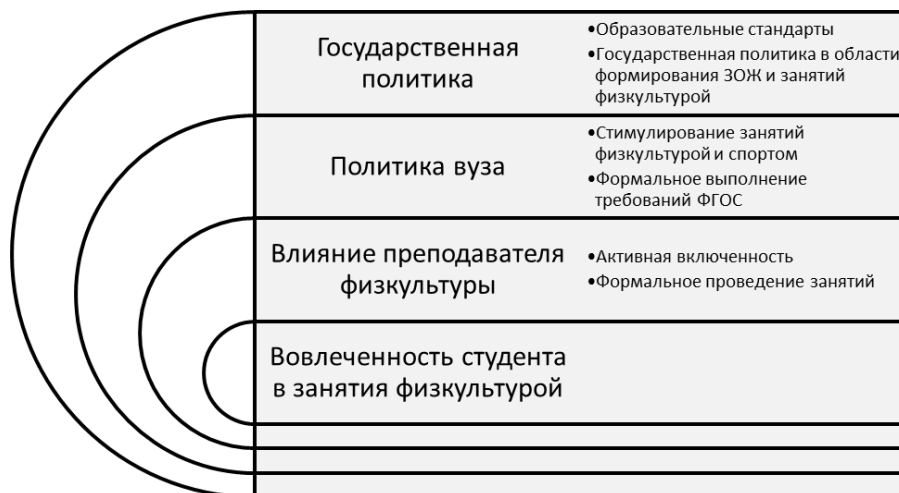 Государственная
политика
•Образовательные стандарты
•Государственная политика в области
формирования ЗОЖ и занятий
физкультурой
Политика вуза
•Стимулирование занятий
физкультурой и спортом
•Формальное выполнение
требований ФГОС
Влияние преподавателя
физкультуры
•Активная включенность
•Формальное проведение занятий
Вовлеченность студента
в занятия физкультурой